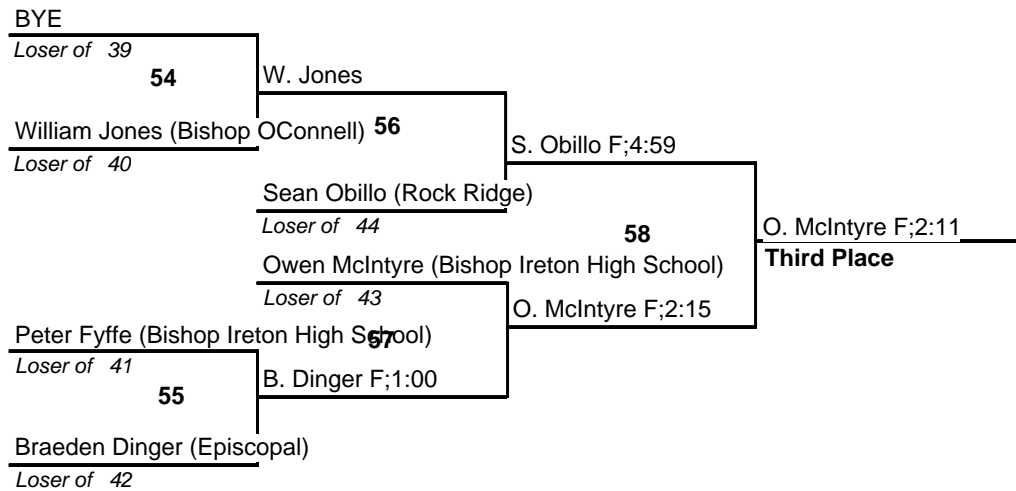 BYE
Loser of 39
54
W. Jones
William Jones (Bishop OConnell)
56
Loser of 40
S. Obillo F;4:59
Sean Obillo (Rock Ridge)
Loser of 44
58
O. McIntyre F;2:11
Third Place
Owen McIntyre (Bishop Ireton High School)
Loser of 43
O. McIntyre F;2:15
Peter Fyffe (Bishop Ireton High School)
57
Loser of 41
55
B. Dinger F;1:00
Braeden Dinger (Episcopal)
Loser of 42